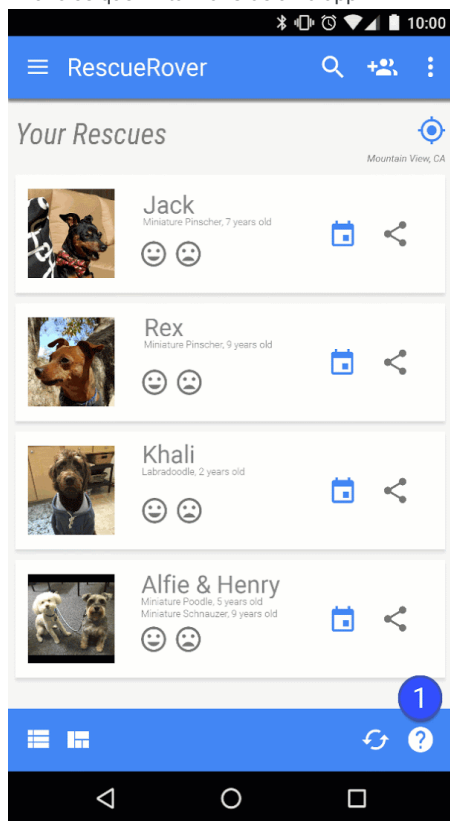 10:00
RescueRover
Your Rescues
Mountain View, CA
Jack
Miniature Pinscher, 7 years old
Rex
Miniature Pinscher, 9 years old
Khali
Labradoodle, 2 years old
Alfie & Henry
Miniature Poodle, 5 years old
Miniature Schnauzer, 9 years old
1